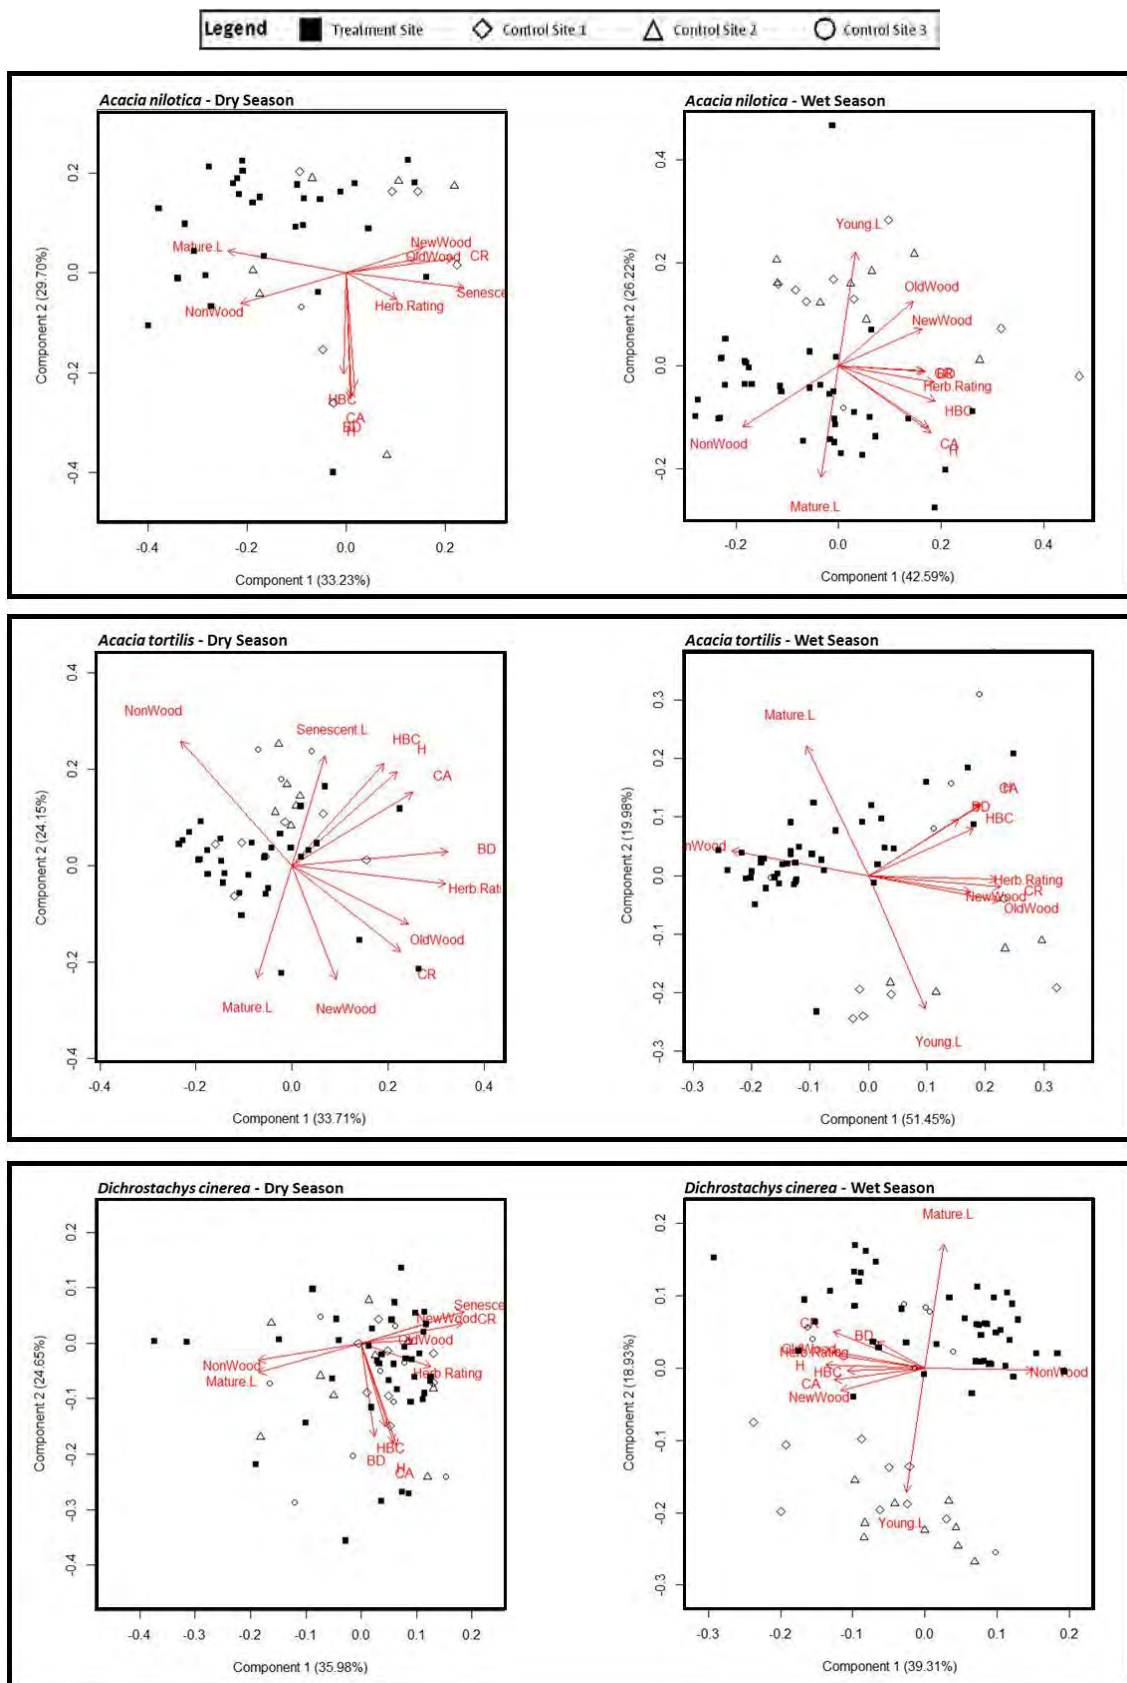 Legend Treatment Site Control Site 1 Control Site 2 Control Site 3
Acacia nilotica - Dry Season
Component 2 (29.70%)
0.2
0.0
-0.2
-0.4
Mature.L
NonWood
NewWood
OldWood CR
Senesce
Herb.Rating
HBC
CA
BD
H
-0.4 -0.2 0.0 0.2
Component 1 (33.23%)
Acacia nilotica - Wet Season
Component 2 (26.22%)
0.4
0.2
0.0
-0.2
Young.L
OldWood
NewWood
CR
Herb.Rating
HBC
CA
H
NonWood
Mature.L
-0.2 0.0 0.2 0.4
Component 1 (42.59%)
Acacia tortilis - Dry Season
Component 2 (24.15%)
0.4
0.2
0.0
-0.2
-0.4
NonWood
Senescent.L
HBC
H
CA
BD
Herb.Rati
OldWood
CR
Mature.L NewWood
-0.4 -0.2 0.0 0.2 0.4
Component 1 (33.71%)
Acacia tortilis - Wet Season
Component 2 (19.98%)
0.3
0.2
0.1
0.0
-0.1
-0.2
-0.3
Mature.L
H
CA
BD
HBC
nWood
Herb.Rating
CR
NewWood
OldWood
Young.L
-0.3 -0.2 -0.1 0.0 0.1 0.2 0.3
Component 1 (51.45%)
Dichrostachys cinerea - Dry Season
Component 2 (24.65%)
0.2
0.1
0.0
-0.1
-0.2
-0.3
-0.4
Senesce
NewWood CR
OldWood
NonWood
Herb.Rating
Mature.L
HBC
BD
H
CA
-0.4 -0.3 -0.2 -0.1 0.0 0.1 0.2
Component 1 (35.98%)
Dichrostachys cinerea - Wet Season
Component 2 (18.93%)
0.2
0.1
0.0
-0.1
-0.2
-0.3
Mature.L
CR
BD
OldWood
Herb.Rating
H
HBC
CA
NewWood
NonWood
Young.L
-0.3 -0.2 -0.1 0.0 0.1 0.2
Component 1 (39.31%)